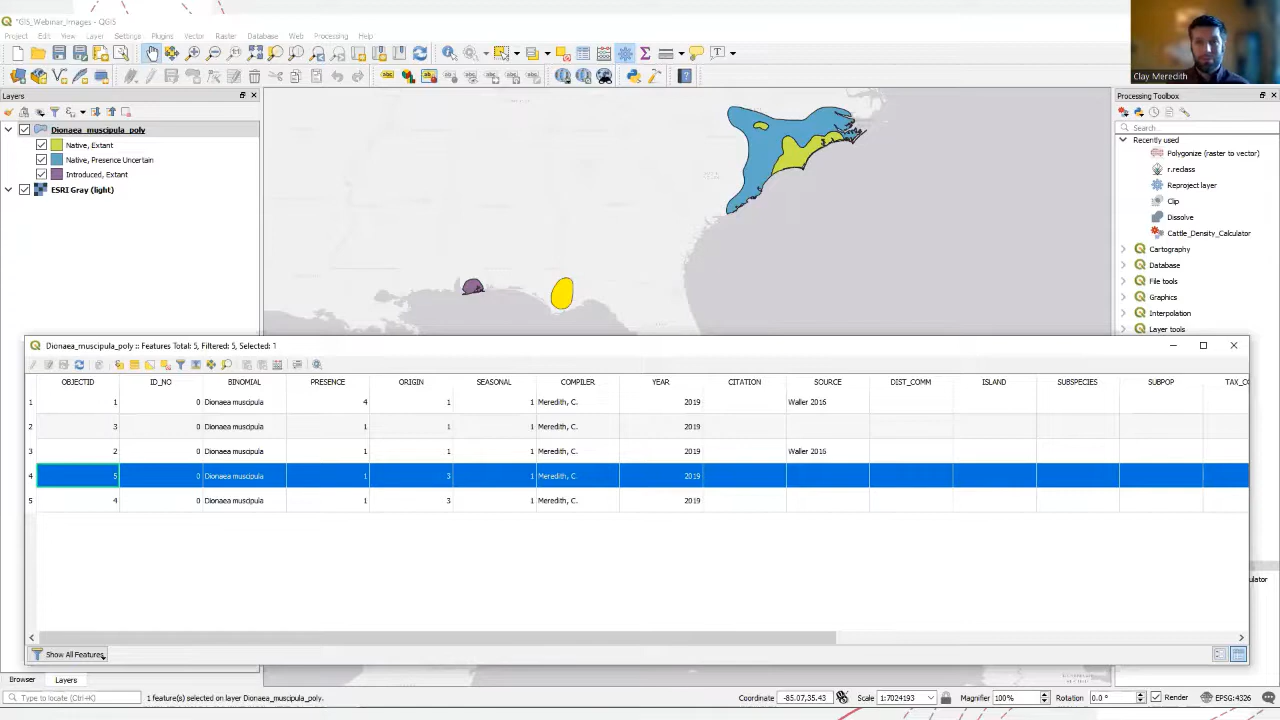 *GIS_Webinar_Images - QGIS
Project Edit View Layer Settings Plugins Vector Raster Database Web Processing Help
Clay Meredith
Layers
Dionaea_muscipula_poly
Native, Extant
Native, Presence Uncertain
Introduced, Extant
ESRI Gray (light)
Processing Toolbox
Search
Recently used
Polygonize (raster to vector)
r.reclass
Reproject layer
Clip
Dissolve
Cattle_Density_Calculator
Cartography
Database
File tools
Graphics
Interpolation
Layer tools
Dionaea_muscipula_poly :: Features Total: 5, Filtered: 5, Selected: 1
OBJECTID ID_NO BINOMIAL PRESENCE ORIGIN SEASONAL COMPILER YEAR CITATION SOURCE DIST_COMM ISLAND SUBSPECIES SUBPOP TAX_CO
1 1 0 Dionaea muscipula 4 1 1 Meredith, C. 2019 Waller 2016
2 3 0 Dionaea muscipula 1 1 1 Meredith, C. 2019
3 2 0 Dionaea muscipula 1 1 1 Meredith, C. 2019 Waller 2016
4 5 0 Dionaea muscipula 1 3 1 Meredith, C. 2019
5 4 0 Dionaea muscipula 1 3 1 Meredith, C. 2019
ulator
Show All Features
Browser Layers
Type to locate (Ctrl+K) 1 feature(s) selected on layer Dionaea_muscipula_poly. Coordinate -85.07,35.43 Scale 1:7024193 Magnifier 100% Rotation 0.0 ° Render EPSG:4326